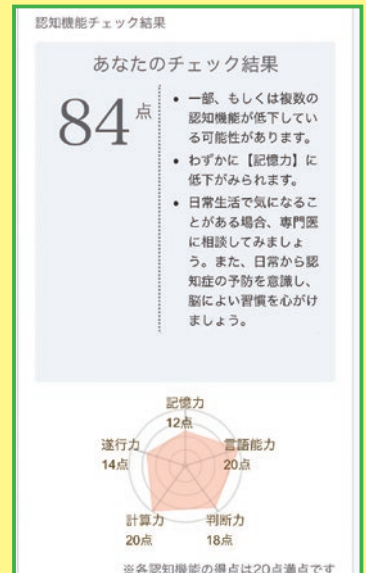 認知機能チェック結果
あなたのチェック結果
84点
• 一部、もしくは複数の
認知機能が低下してい
る可能性があります。
• わずかに【記憶力】に
低下がみられます。
• 日常生活で気になるこ
とがある場合、専門医
に相談してみましょ
う。また、日常から認
知症の予防を意識し、
脳によい習慣を心がけ
ましょう。
記憶力
12点
遂行力
14点
言語能力
20点
計算力
20点
判断力
18点
※各認知機能の得点は20点満点です